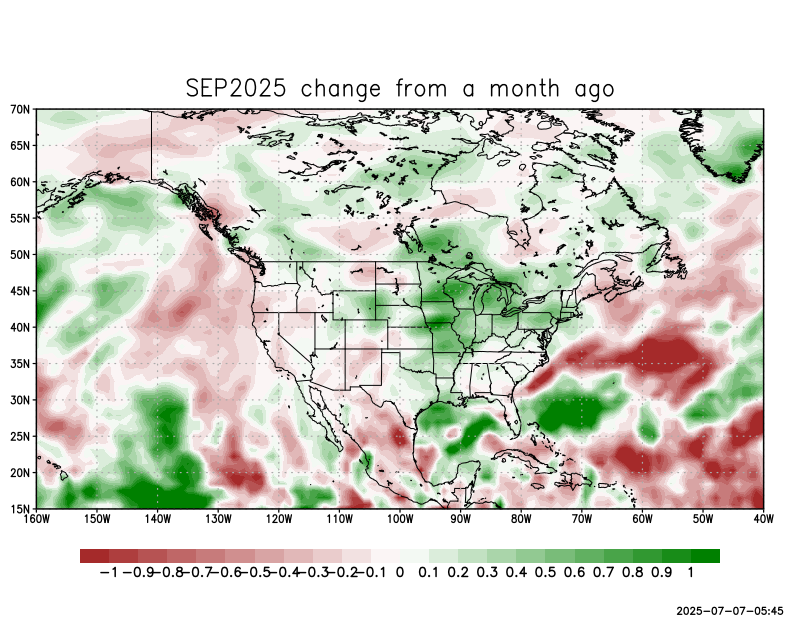 SEP2025 change from a month ago
70N
65N
60N
55N
50N
45N
40N
35N
30N
25N
20N
15N
160W 150W 140W 130W 120W 110W 100W 90W 80W 70W 60W 50W 40W
-1 -0.9-0.8-0.7-0.6-0.5-0.4-0.3-0.2-0.1 0 0.1 0.2 0.3 0.4 0.5 0.6 0.7 0.8 0.9 1
2025-07-07-05:45